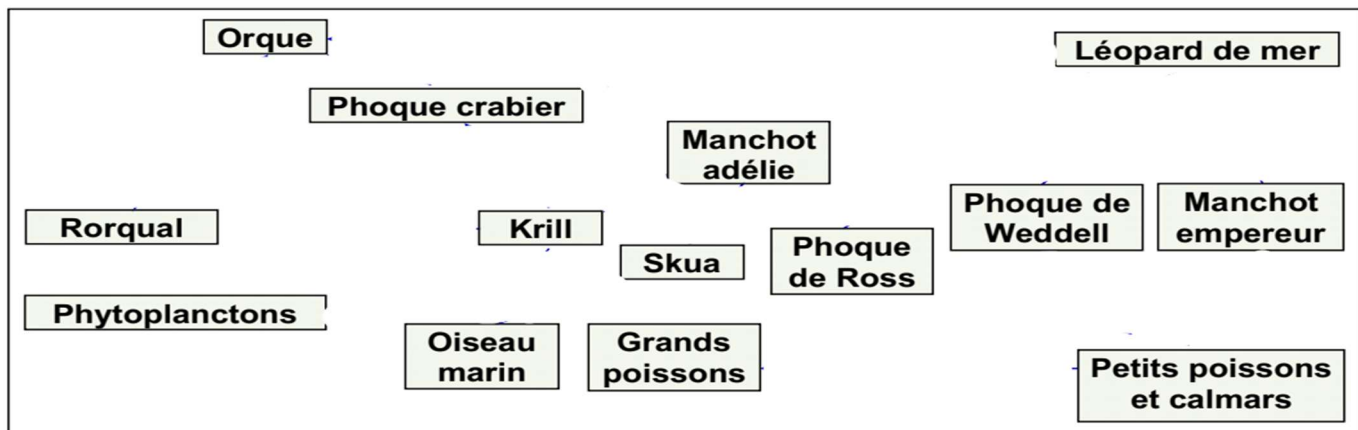 Orque
Léopard de mer
Phoque crabier
Manchot
adélie
Phoque de
Weddell
Manchot
empereur
Rorqual
Krill
Skua
Phoque
de Ross
Phytoplanctons
Oiseau
marin
Grands
poissons
Petits poissons
et calmars